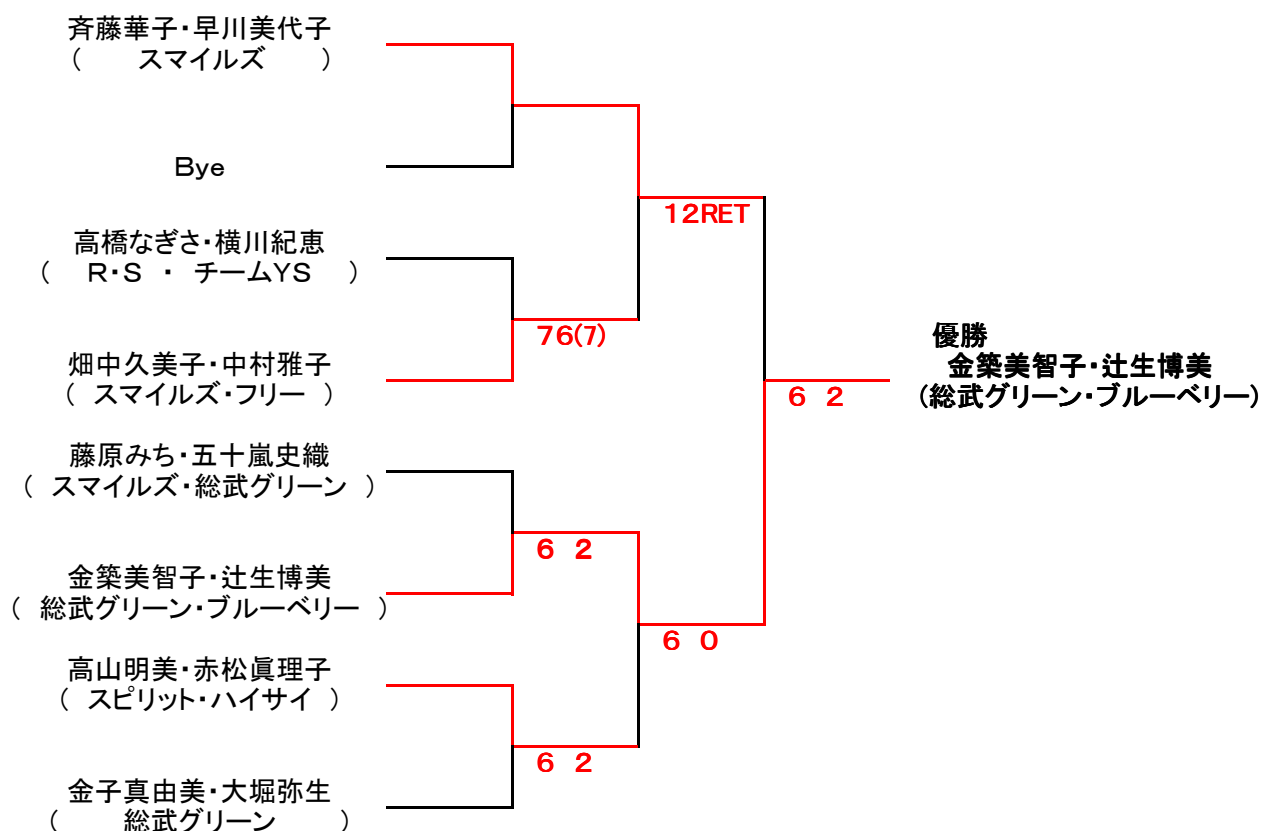 斉藤華子・早川美代子
（　　スマイルズ　　）
Ｂｙｅ
高橋なぎさ・横川紀恵
（　Ｒ・Ｓ　・　チームＹＳ　）
畑中久美子・中村雅子
（ スマイルズ・フリー ）
藤原みち・五十嵐史織
（ スマイルズ・総武グリーン ）
金築美智子・辻生博美
（ 総武グリーン・ブルーベリー ）
高山明美・赤松眞理子
（ スピリット・ハイサイ ）
金子真由美・大堀弥生
（　　総武グリーン　　）
76(7)
６ ２
６ ２
12RET
６ ０
６ ２
優勝
金築美智子・辻生博美
（総武グリーン・ブルーベリー）